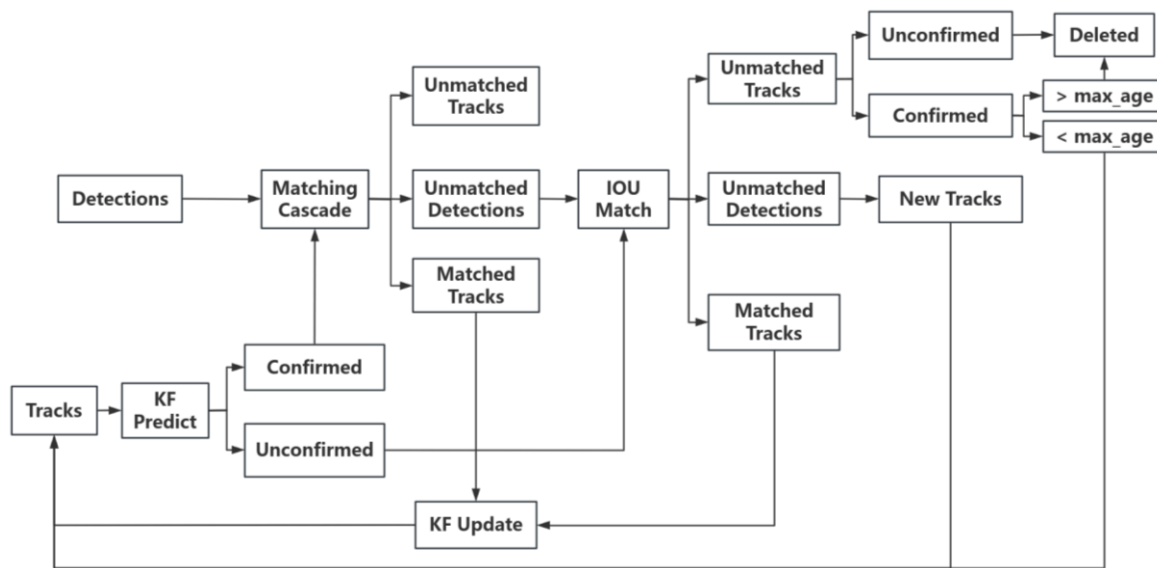 Unconfirmed
Deleted
Unmatched
Tracks
Unmatched
Tracks
> max_age
Confirmed
< max_age
Detections
Matching
Cascade
Unmatched
Detections
IOU
Match
Unmatched
Detections
New Tracks
Matched
Tracks
Matched
Tracks
Confirmed
Tracks
KF
Predict
Unconfirmed
KF Update